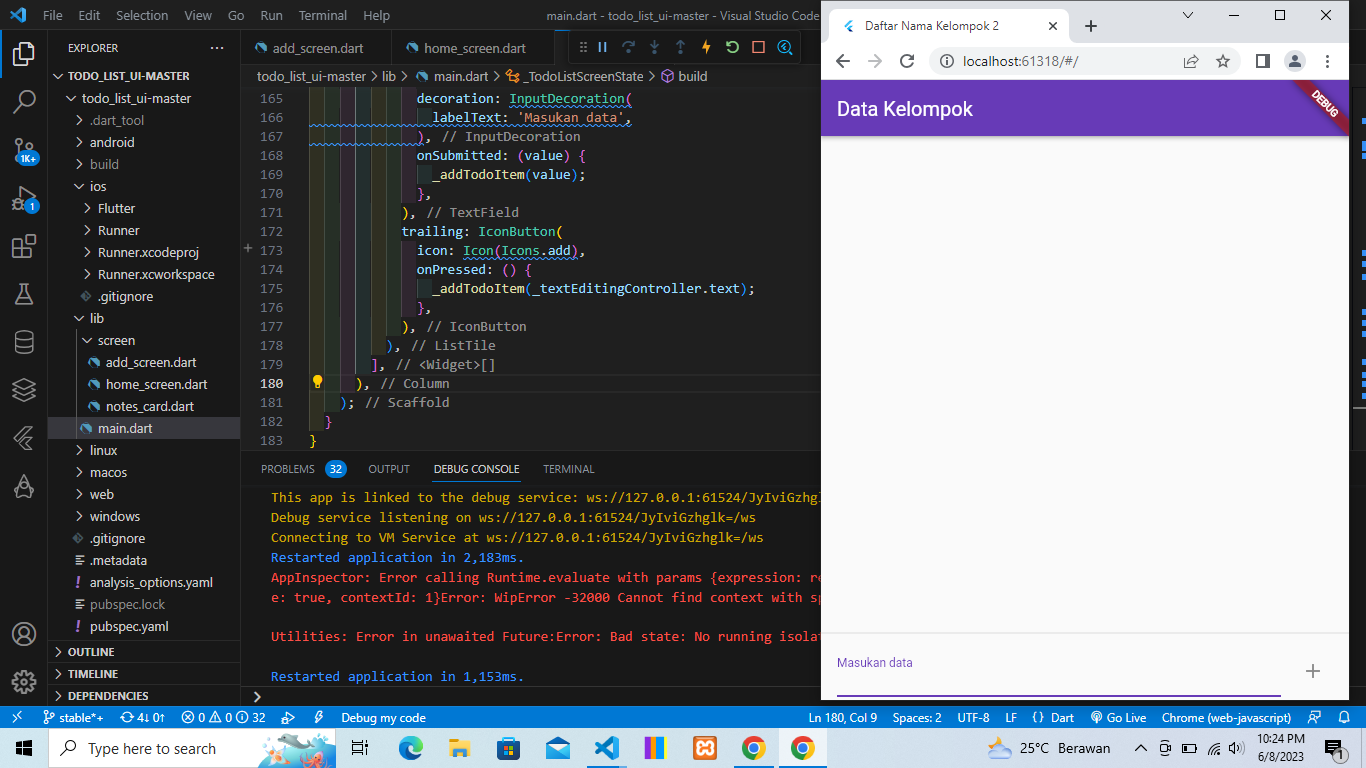 File Edit Selection View Go Run Terminal Help
main.dart - todo_list_ui-master - Visual Studio Code
EXPLORER
TODO_LIST_UI-MASTER
todo_list_ui-master
.dart_tool
android
build
ios
Flutter
Runner
Runner.xcodeproj
Runner.xcworkspace
.gitignore
lib
screen
add_screen.dart
home_screen.dart
notes_card.dart
main.dart
linux
macos
web
windows
.gitignore
.metadata
analysis_options.yaml
pubspec.lock
pubspec.yaml
OUTLINE
TIMELINE
DEPENDENCIES
1K+
1
add_screen.dart home_screen.dart
todo_list_ui-master > lib > main.dart > _TodoListScreenState > build
165 decoration: InputDecoration(
166 labelText: 'Masukan data',
167 ), // InputDecoration
168 onSubmitted: (value) {
169 _addTodoItem(value);
170 },
171 ), // TextField
172 trailing: IconButton(
173 icon: Icon(Icons.add),
174 onPressed: () {
175 _addTodoItem(_textEditingController.text);
176 },
177 ), // IconButton
178 ), // ListTile
179 ], // <Widget>[]
180 ), // Column
181 ); // Scaffold
182 }
183 }
PROBLEMS 32 OUTPUT DEBUG CONSOLE TERMINAL
This app is linked to the debug service: ws://127.0.0.1:61524/JyIviGzhgl
Debug service listening on ws://127.0.0.1:61524/JyIviGzhglk=/ws
Connecting to VM Service at ws://127.0.0.1:61524/JyIviGzhglk=/ws
Restarted application in 2,183ms.
AppInspector: Error calling Runtime.evaluate with params {expression: re
e: true, contextId: 1}Error: WipError -32000 Cannot find context with sp
Utilities: Error in unawaited Future:Error: Bad state: No running isolat
Restarted application in 1,153ms.
Daftar Nama Kelompok 2
localhost:61318/#/
Data Kelompok
DEBUG
Masukan data
stable*+ 4↓ 0↑ 0 0 32 Debug my code
Ln 180, Col 9 Spaces: 2 UTF-8 LF {} Dart Go Live Chrome (web-javascript)
Type here to search
25°C Berawan
10:24 PM
6/8/2023
1